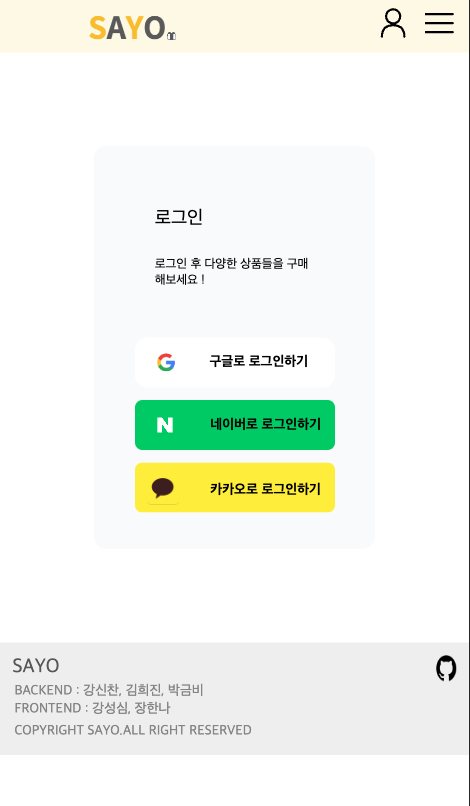 SAYO
로그인
로그인 후 다양한 상품들을 구매
해보세요 !
구글로 로그인하기
네이버로 로그인하기
카카오로 로그인하기
SAYO
BACKEND : 강신찬, 김희진, 박금비
FRONTEND : 강성심, 장한나
COPYRIGHT SAYO.ALL RIGHT RESERVED